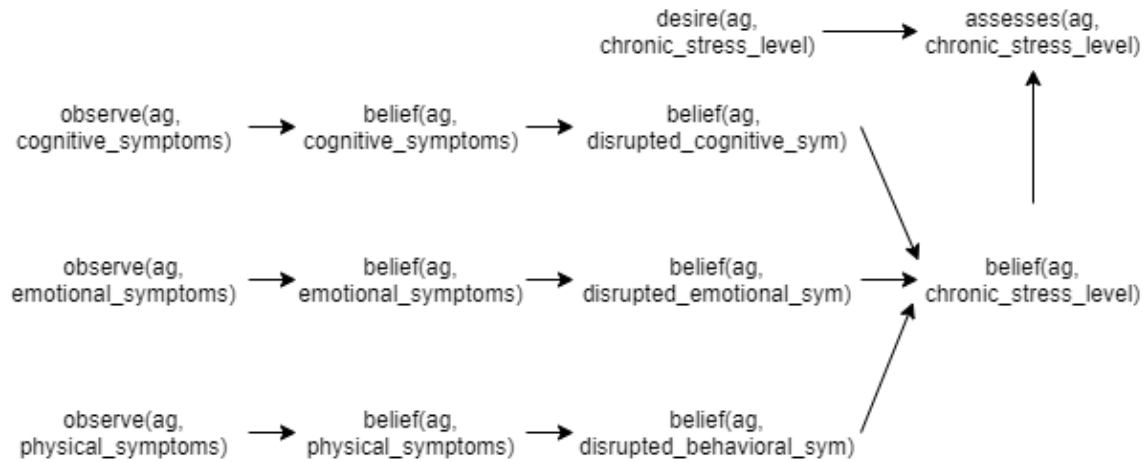 desire(ag,
chronic_stress_level)
assesses(ag,
chronic_stress_level)
observe(ag,
cognitive_symptoms)
belief(ag,
cognitive_symptoms)
belief(ag,
disrupted_cognitive_sym)
observe(ag,
emotional_symptoms)
belief(ag,
emotional_symptoms)
belief(ag,
disrupted_emotional_sym)
belief(ag,
chronic_stress_level)
observe(ag,
physical_symptoms)
belief(ag,
physical_symptoms)
belief(ag,
disrupted_behavioral_sym)